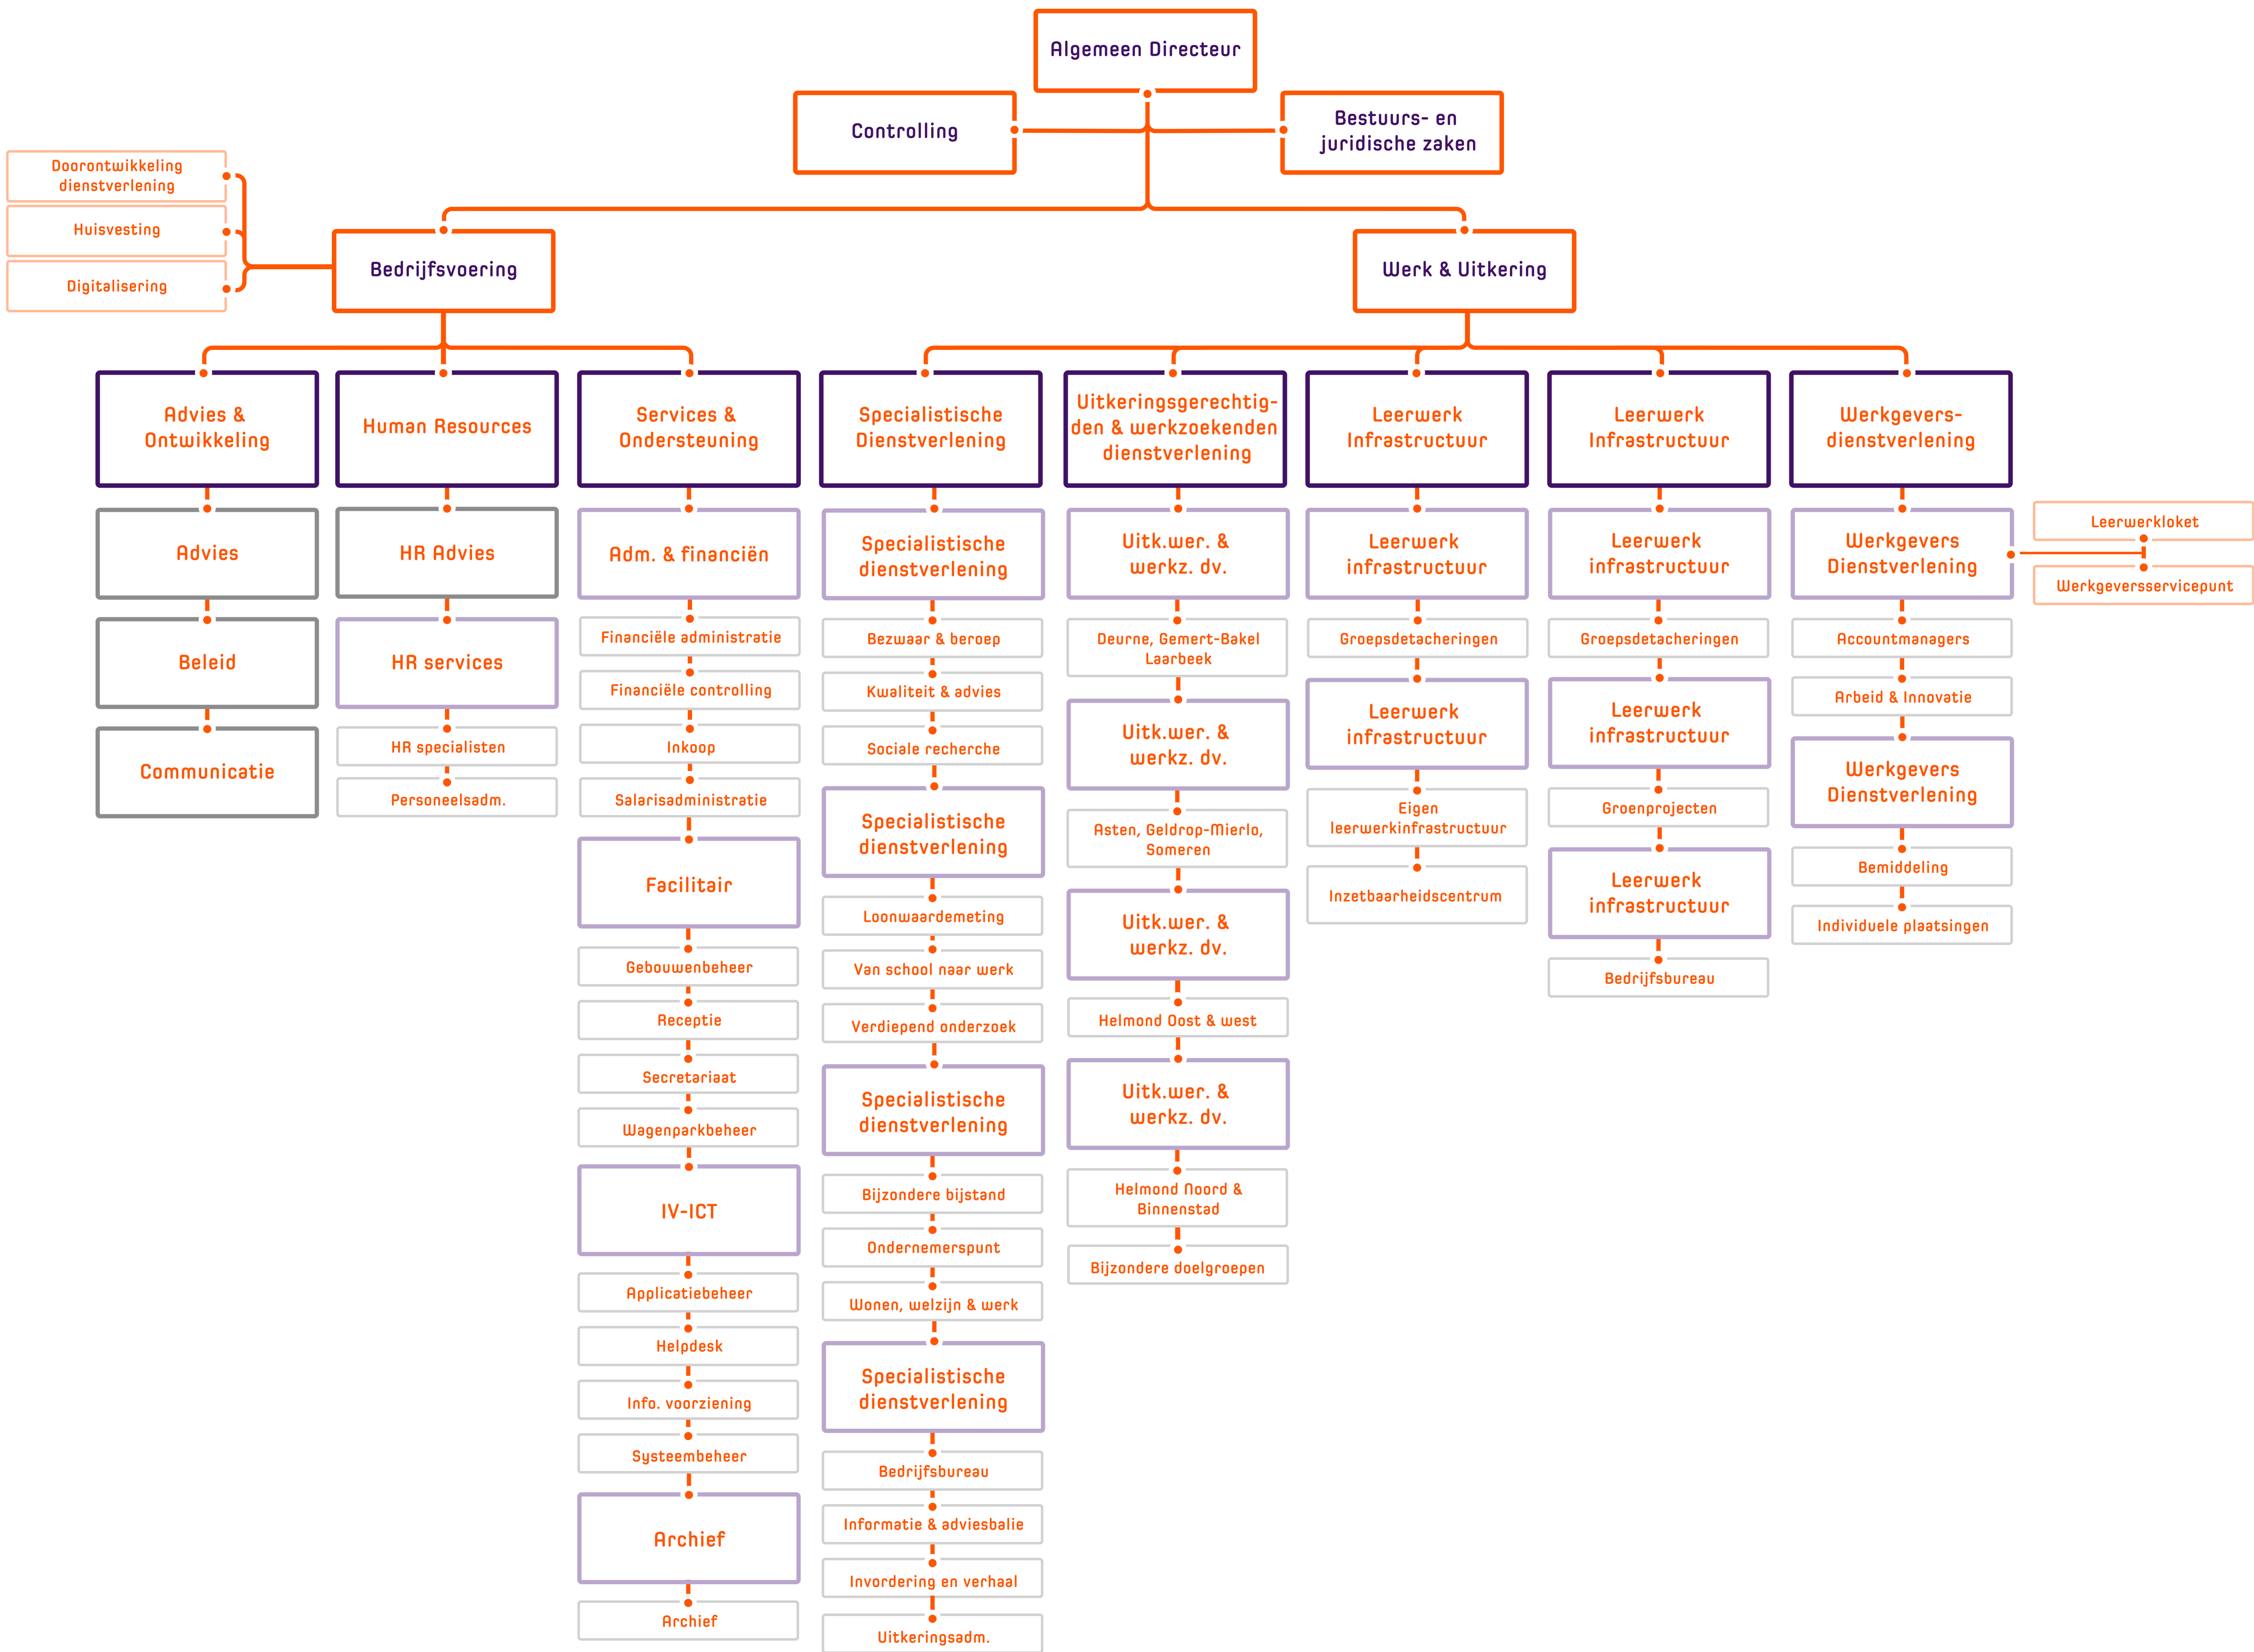 Algemeen Directeur
Controlling
Bestuurs- en
juridische zaken
Doorontwikkeling
dienstverlening
Huisvesting
Digitalisering
Bedrijfsvoering
Werk & Uitkering
Advies &
Ontwikkeling
Advies
Beleid
Communicatie
Human Resources
HR Advies
HR services
HR specialisten
Personeelsadm.
Services &
Ondersteuning
Adm. & financiën
Financiële administratie
Financiële controlling
Inkoop
Salarisadministratie
Facilitair
Gebouwenbeheer
Receptie
Secretariaat
Wagenparkbeheer
IV-ICT
Applicatiebeheer
Helpdesk
Info. voorziening
Systeembeheer
Archief
Archief
Specialistische
Dienstverlening
Specialistische
dienstverlening
Bezwaar & beroep
Kwaliteit & advies
Sociale recherche
Specialistische
dienstverlening
Loonwaardemeting
Van school naar werk
Verdiepend onderzoek
Specialistische
dienstverlening
Bijzondere bijstand
Ondernemerspunt
Wonen, welzijn & werk
Specialistische
dienstverlening
Bedrijfsbureau
Informatie & adviesbalie
Invordering en verhaal
Uitkeringsadm.
Uitkeringsgerechtig-
den & werkzoekenden
dienstverlening
Uitk.wer. &
werkz. dv.
Deurne, Gemert-Bakel
Laarbeek
Uitk.wer. &
werkz. dv.
Asten, Geldrop-Mierlo,
Someren
Uitk.wer. &
werkz. dv.
Helmond Oost & west
Uitk.wer. &
werkz. dv.
Helmond Noord &
Binnenstad
Bijzondere doelgroepen
Leerwerk
Infrastructuur
Leerwerk
infrastructuur
Groepsdetacheringen
Leerwerk
infrastructuur
Eigen
leerwerkinfrastructuur
Inzetbaarheidscentrum
Leerwerk
Infrastructuur
Leerwerk
infrastructuur
Groepsdetacheringen
Leerwerk
infrastructuur
Groenprojecten
Leerwerk
infrastructuur
Bedrijfsbureau
Werkgevers-
dienstverlening
Werkgevers
Dienstverlening
Accountmanagers
Arbeid & Innovatie
Werkgevers
Dienstverlening
Bemiddeling
Individuele plaatsingen
Leerwerkloket
Werkgeversservicepunt